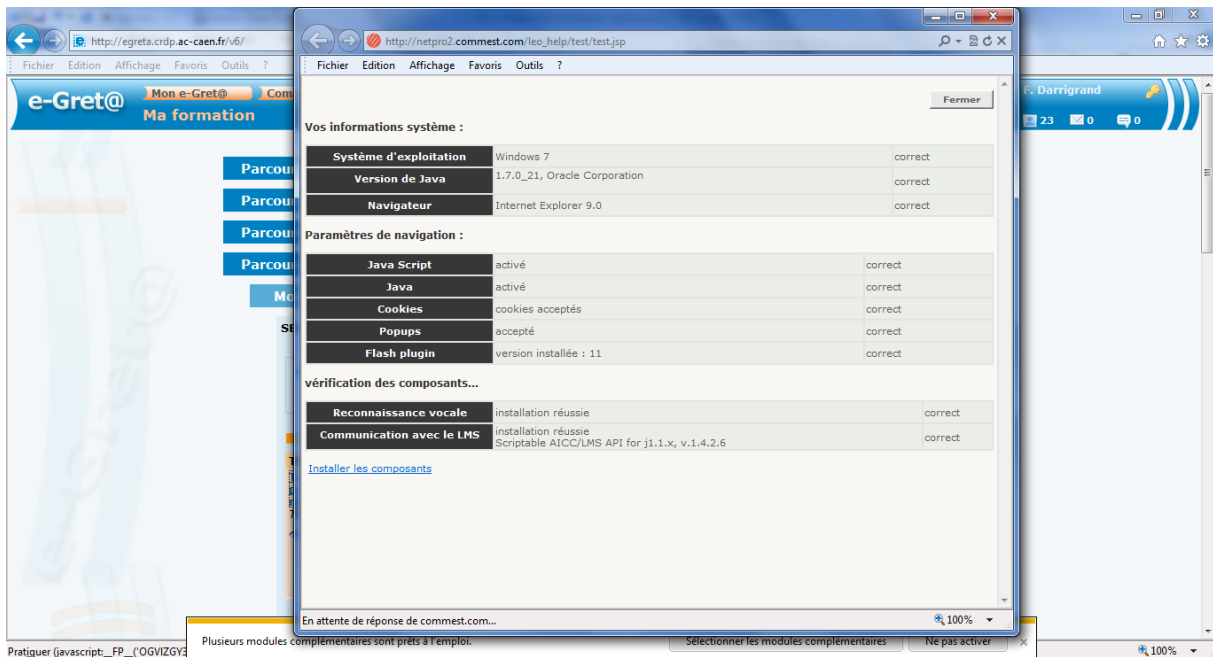 http://egreta.crdp.ac-caen.fr/v6/
Fichier Edition Affichage Favoris Outils ?
e-Gret@
Mon e-Gret@
Com
Ma formation
F. Darrigrand
23
0
0
Parcou
Parcou
Parcou
Parcou
Mo
SE
http://netpro2.commest.com/leo_help/test/test.jsp
Fichier Edition Affichage Favoris Outils ?
Fermer
Vos informations système :
Système d'exploitation Windows 7 correct
Version de Java 1.7.0_21, Oracle Corporation correct
Navigateur Internet Explorer 9.0 correct
Paramètres de navigation :
Java Script activé correct
Java activé correct
Cookies cookies acceptés correct
Popups accepté correct
Flash plugin version installée : 11 correct
vérification des composants...
Reconnaissance vocale installation réussie correct
Communication avec le LMS installation réussie
Scriptable AICC/LMS API for j1.1.x, v.1.4.2.6 correct
Installer les composants
En attente de réponse de commest.com...
100%
Plusieurs modules complémentaires sont prêts à l'emploi.
Sélectionner les modules complémentaires
Ne pas activer
Pratiquer (javascript:__FP__('OGVIZGY3
100%